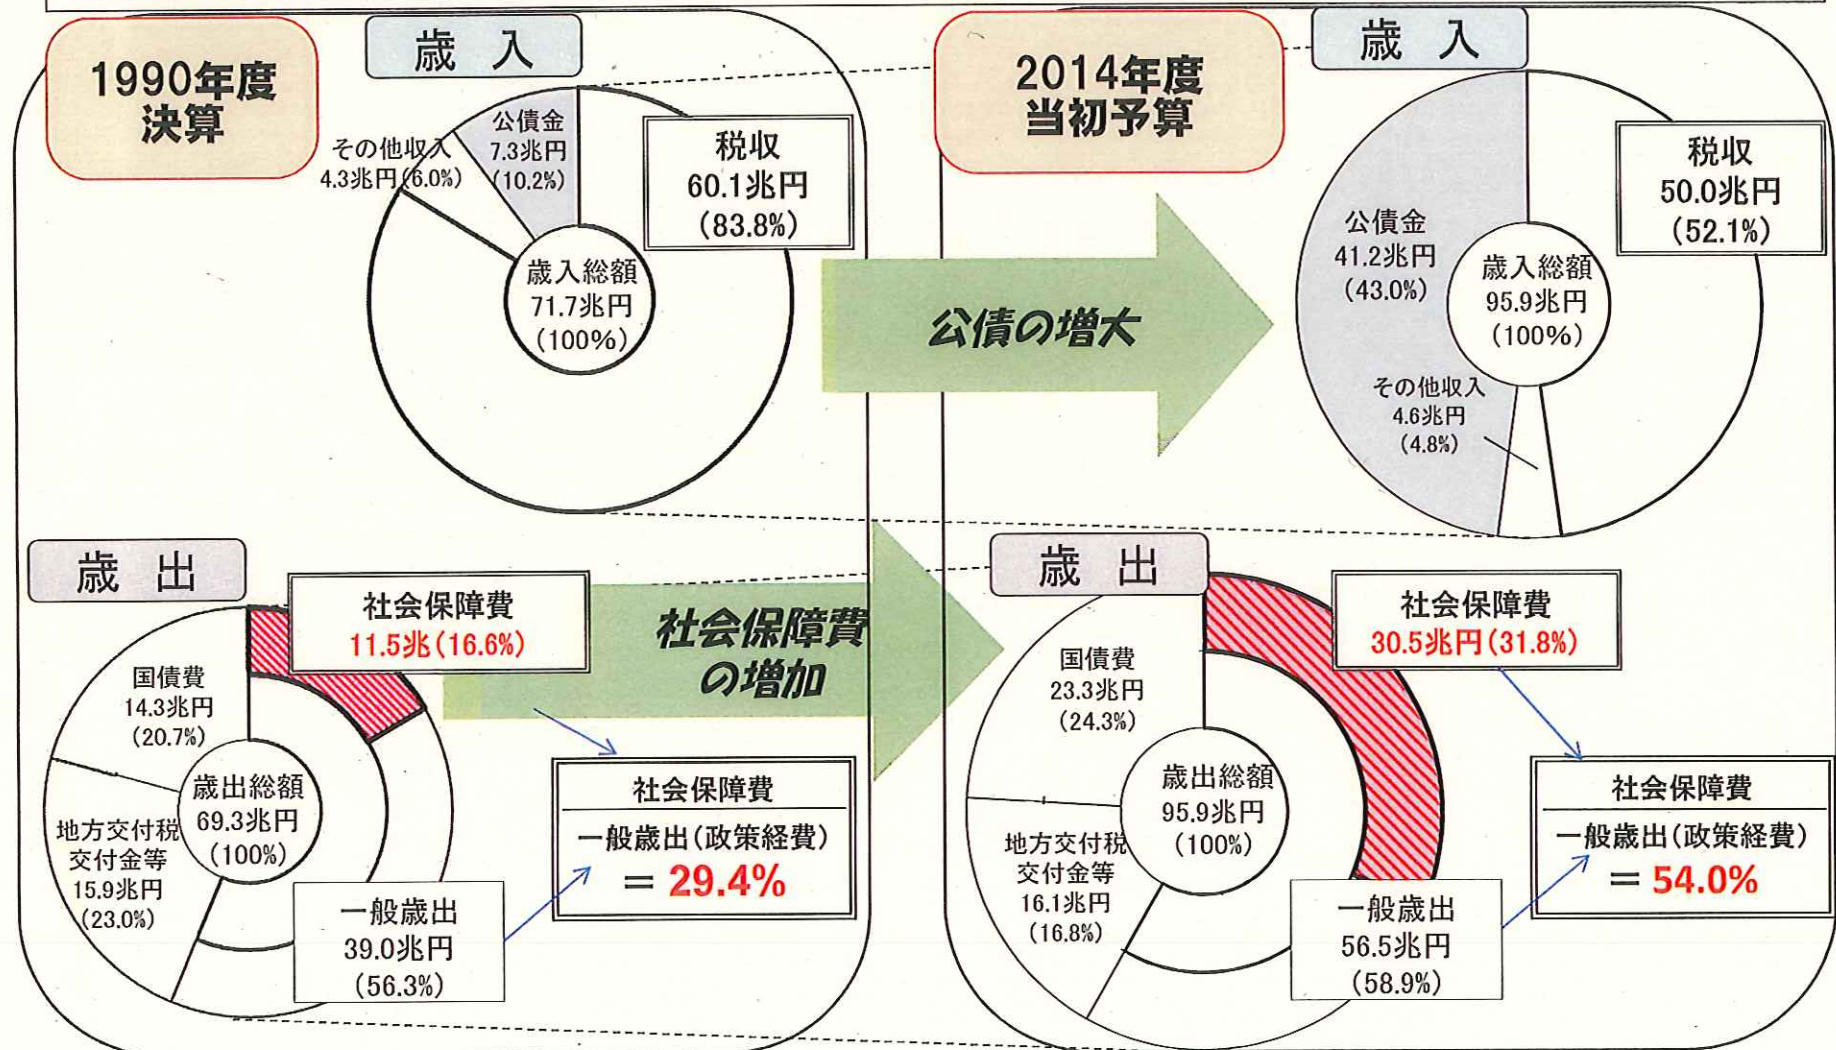 1990年度
決算
歳 入
公債金
7.3兆円
(10.2%)
その他収入
4.3兆円(6.0%)
税収
60.1兆円
(83.8%)
歳入総額
71.7兆円
(100%)
公債の増大
2014年度
当初予算
歳 入
税収
50.0兆円
(52.1%)
公債金
41.2兆円
(43.0%)
歳入総額
95.9兆円
(100%)
その他収入
4.6兆円
(4.8%)
歳 出
社会保障費
11.5兆(16.6%)
国債費
14.3兆円
(20.7%)
歳出総額
69.3兆円
(100%)
地方交付税
交付金等
15.9兆円
(23.0%)
一般歳出
39.0兆円
(56.3%)
社会保障費
の増加
社会保障費
一般歳出(政策経費)
= 29.4%
歳 出
社会保障費
30.5兆円(31.8%)
国債費
23.3兆円
(24.3%)
歳出総額
95.9兆円
(100%)
地方交付税
交付金等
16.1兆円
(16.8%)
一般歳出
56.5兆円
(58.9%)
社会保障費
一般歳出(政策経費)
= 54.0%